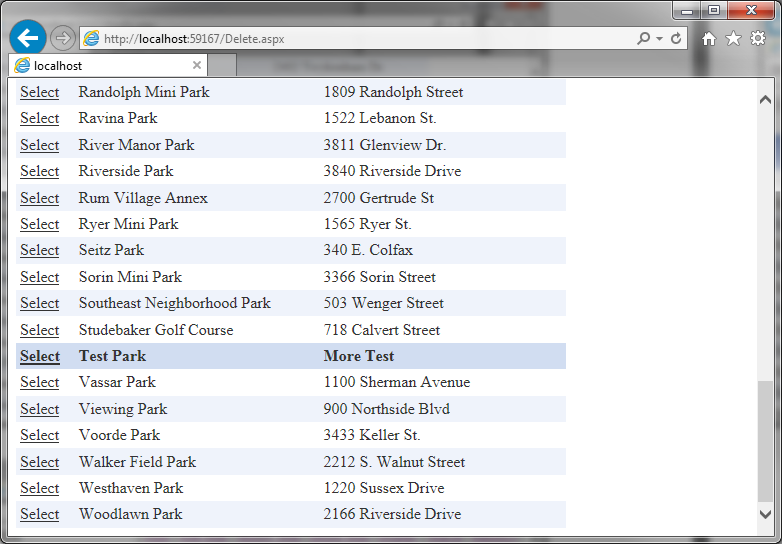 http://localhost:59167/Delete.aspx
localhost
Select Randolph Mini Park 1809 Randolph Street
Select Ravina Park 1522 Lebanon St.
Select River Manor Park 3811 Glenview Dr.
Select Riverside Park 3840 Riverside Drive
Select Rum Village Annex 2700 Gertrude St
Select Ryer Mini Park 1565 Ryer St.
Select Seitz Park 340 E. Colfax
Select Sorin Mini Park 3366 Sorin Street
Select Southeast Neighborhood Park 503 Wenger Street
Select Studebaker Golf Course 718 Calvert Street
Select Test Park More Test
Select Vassar Park 1100 Sherman Avenue
Select Viewing Park 900 Northside Blvd
Select Voorde Park 3433 Keller St.
Select Walker Field Park 2212 S. Walnut Street
Select Westhaven Park 1220 Sussex Drive
Select Woodlawn Park 2166 Riverside Drive